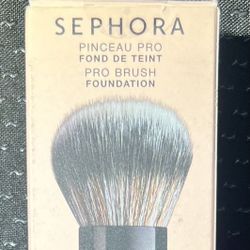 SEPHORA
PINCEAU PRO
FOND DE TEINT
PRO BRUSH
FOUNDATION